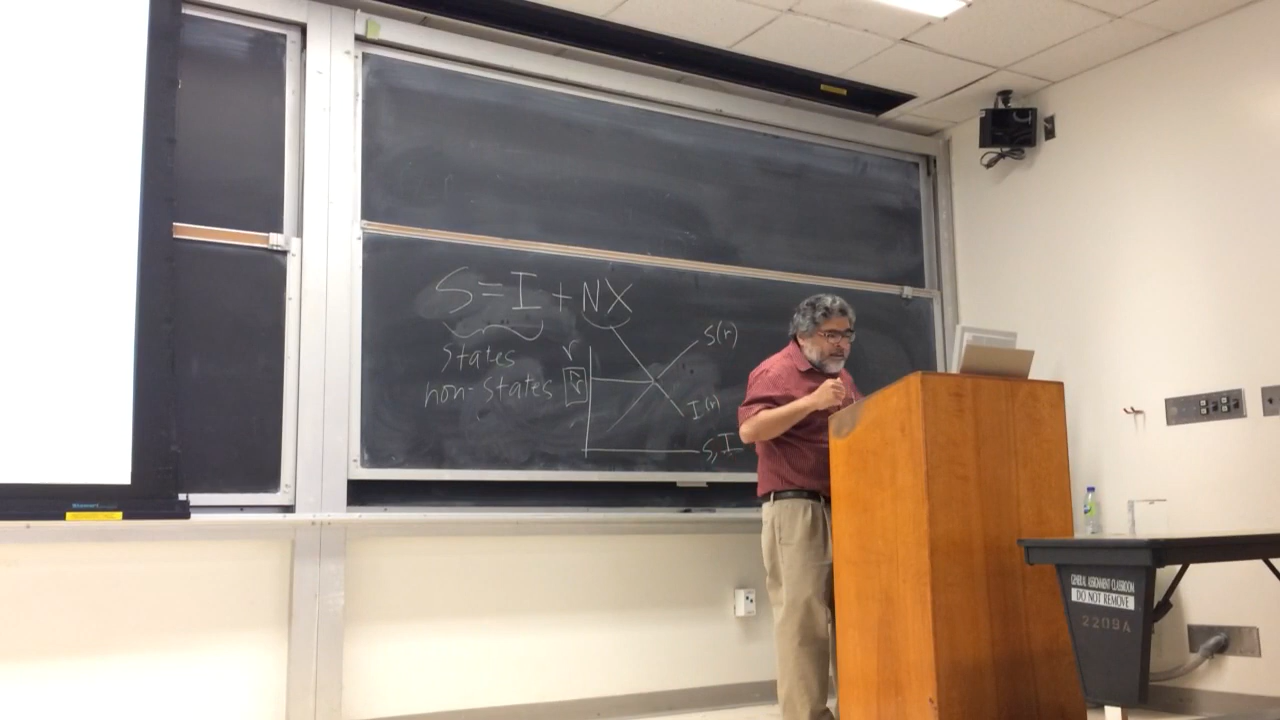 S = I + NX
States
non-States
r
S(r)
I(r)
S, I
GENERAL ASSIGNMENT CLASSROOM
DO NOT REMOVE
2209A